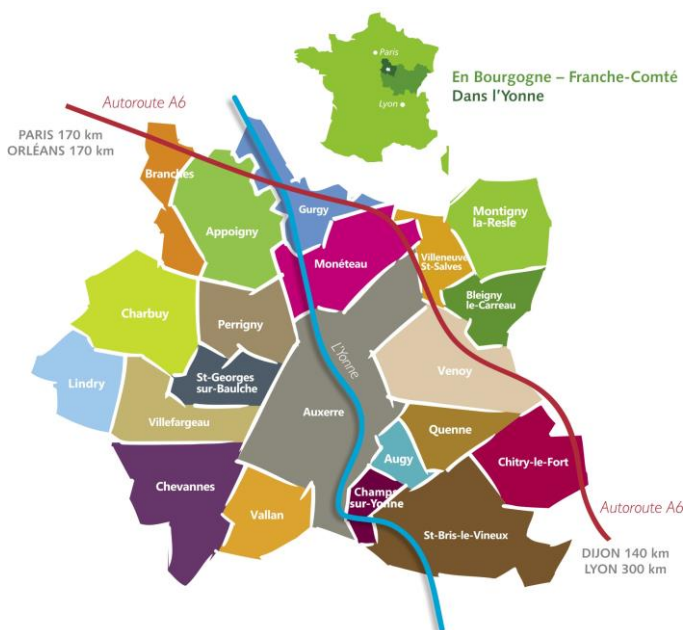 Paris
Lyon
En Bourgogne – Franche-Comté
Dans l'Yonne
Autoroute A6
PARIS 170 km
ORLÉANS 170 km
Branches
Appoigny
Gurgy
Montigny
la-Resle
Monéteau
Villeneuve
St-Salves
Bleigny
le-Carreau
Charbuy
Perrigny
L'Yonne
Venoy
Lindry
St-Georges
sur-Baulche
Auxerre
Villefargeau
Quenne
Augy
Chitry-le-Fort
Chevannes
Vallan
Champs
sur-Yonne
St-Bris-le-Vineux
Autoroute A6
DIJON 140 km
LYON 300 km